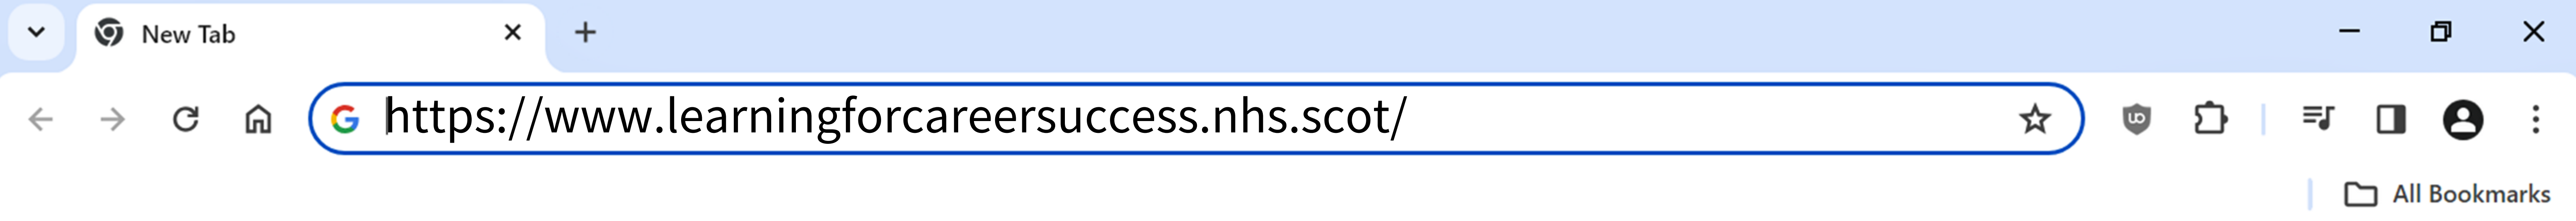 New Tab
https://www.learningforcareersuccess.nhs.scot/
All Bookmarks